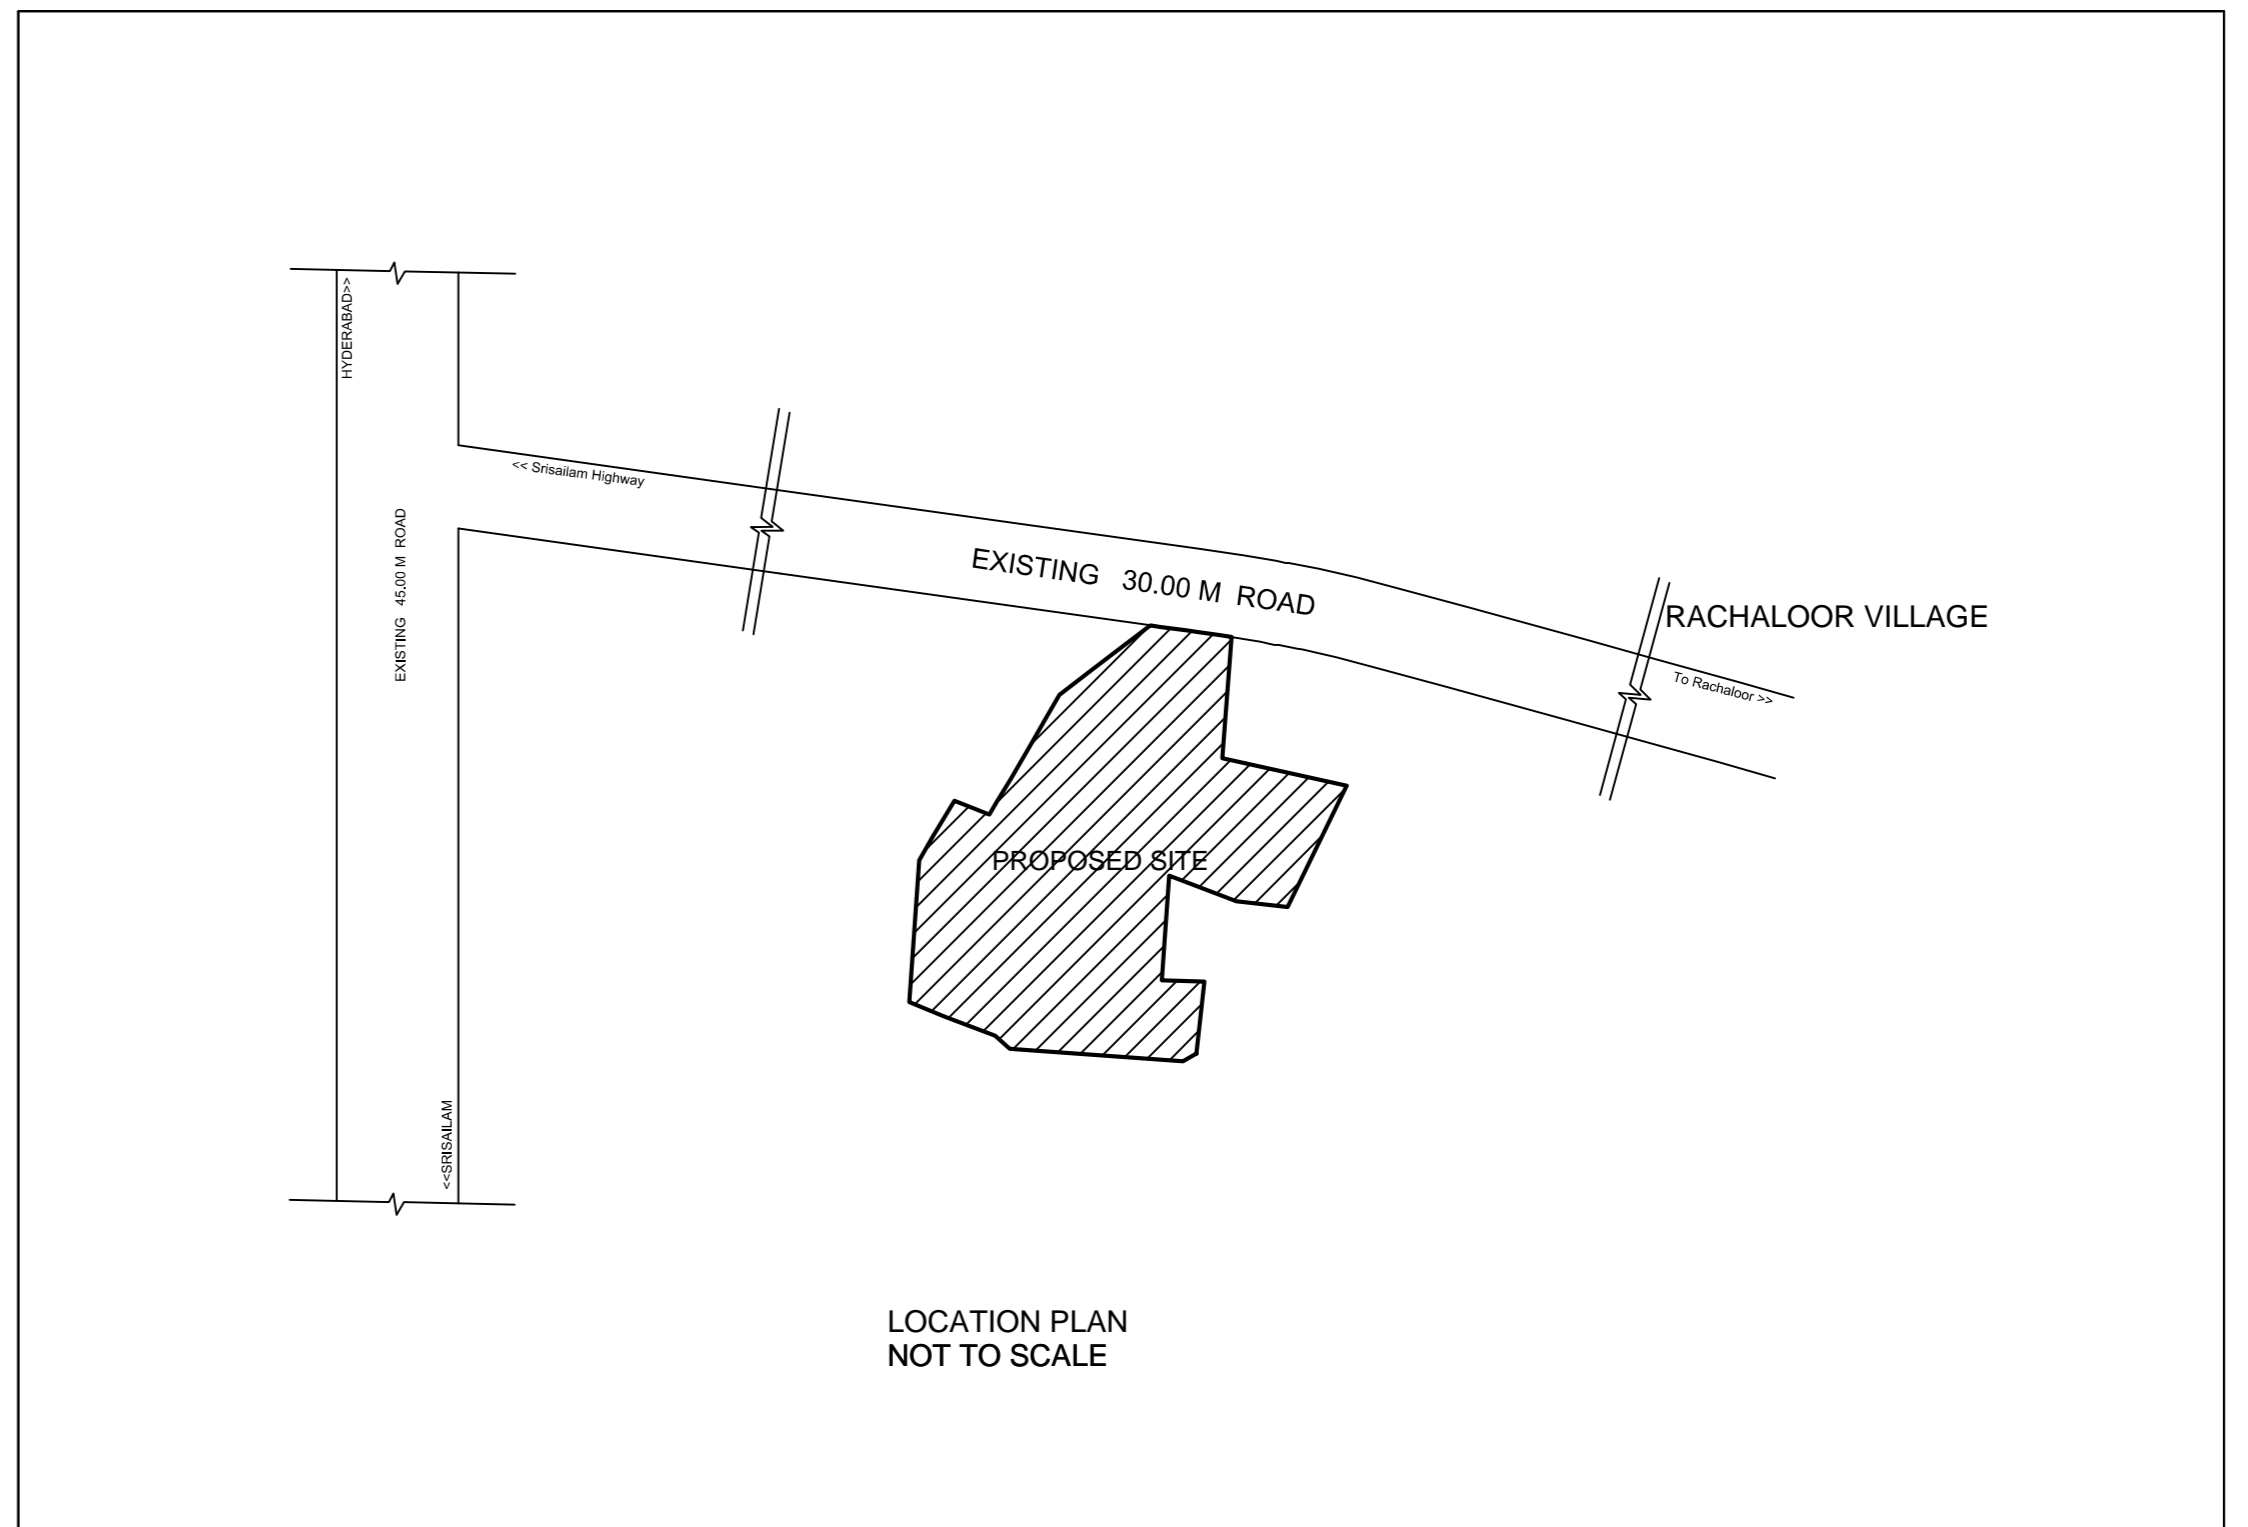 HYDERABAD>>
<< Srisailam Highway
EXISTING 45.00 M ROAD
EXISTING 30.00 M ROAD
RACHALOOR VILLAGE
To Rachaloor >>
PROPOSED SITE
<<SRISAILAM
LOCATION PLAN
NOT TO SCALE